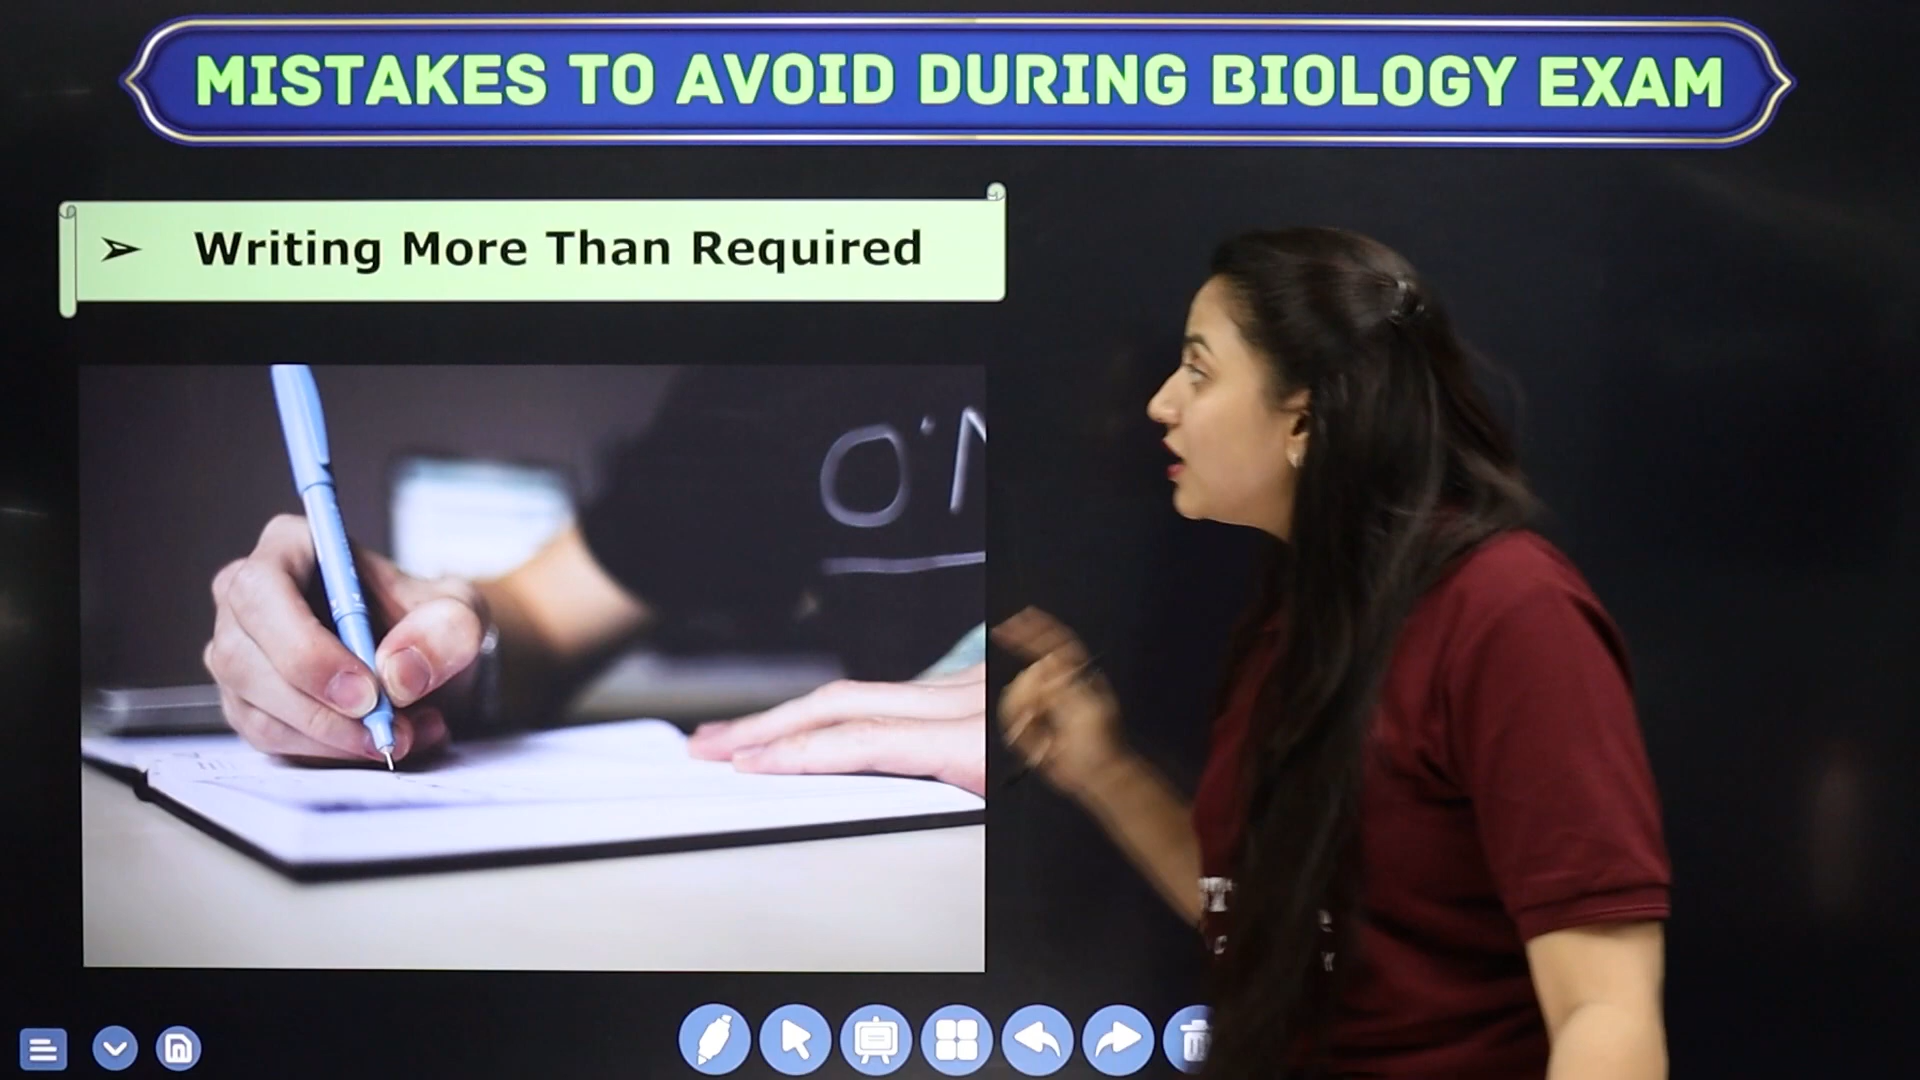 MISTAKES TO AVOID DURING BIOLOGY EXAM
➢ Writing More Than Required